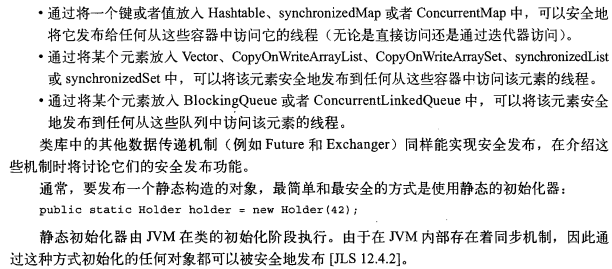 • 通过将一个键或者值放入 Hashtable、synchronizedMap 或者 ConcurrentMap 中，可以安全地
将它发布给任何从这些容器中访问它的线程（无论是直接访问还是通过迭代器访问）。
• 通过将某个元素放入 Vector、CopyOnWriteArrayList、CopyOnWriteArraySet、synchronizedList
或 synchronizedSet 中，可以将该元素安全地发布到任何从这些容器中访问该元素的线程。
• 通过将某个元素放入 BlockingQueue 或者 ConcurrentLinkedQueue 中，可以将该元素安全
地发布到任何从这些队列中访问该元素的线程。
类库中的其他数据传递机制（例如 Future 和 Exchanger）同样能实现安全发布，在介绍这
些机制时将讨论它们的安全发布功能。
通常，要发布一个静态构造的对象，最简单和最安全的方式是使用静态的初始化器：
public static Holder holder = new Holder(42);
静态初始化器由 JVM 在类的初始化阶段执行。由于在 JVM 内部存在着同步机制，因此通
过这种方式初始化的任何对象都可以被安全地发布 [JLS 12.4.2]。